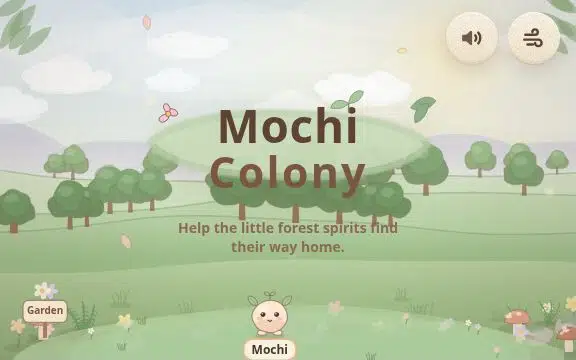 Mochi
Colony
Help the little forest spirits find
their way home.
Garden
Mochi